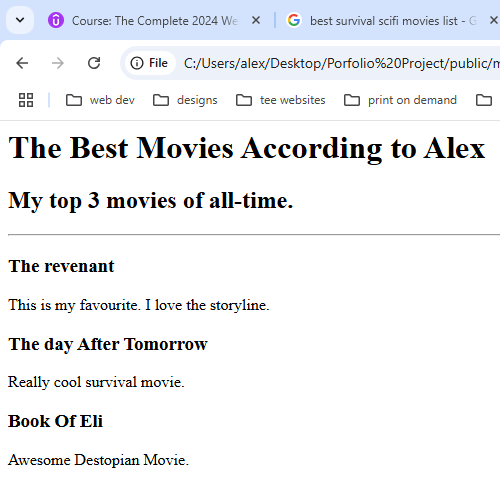 Course: The Complete 2024 We
best survival scifi movies list - G
File
C:/Users/alex/Desktop/Porfolio%20Project/public/m
web dev
designs
tee websites
print on demand
The Best Movies According to Alex
My top 3 movies of all-time.
The revenant
This is my favourite. I love the storyline.
The day After Tomorrow
Really cool survival movie.
Book Of Eli
Awesome Destopian Movie.